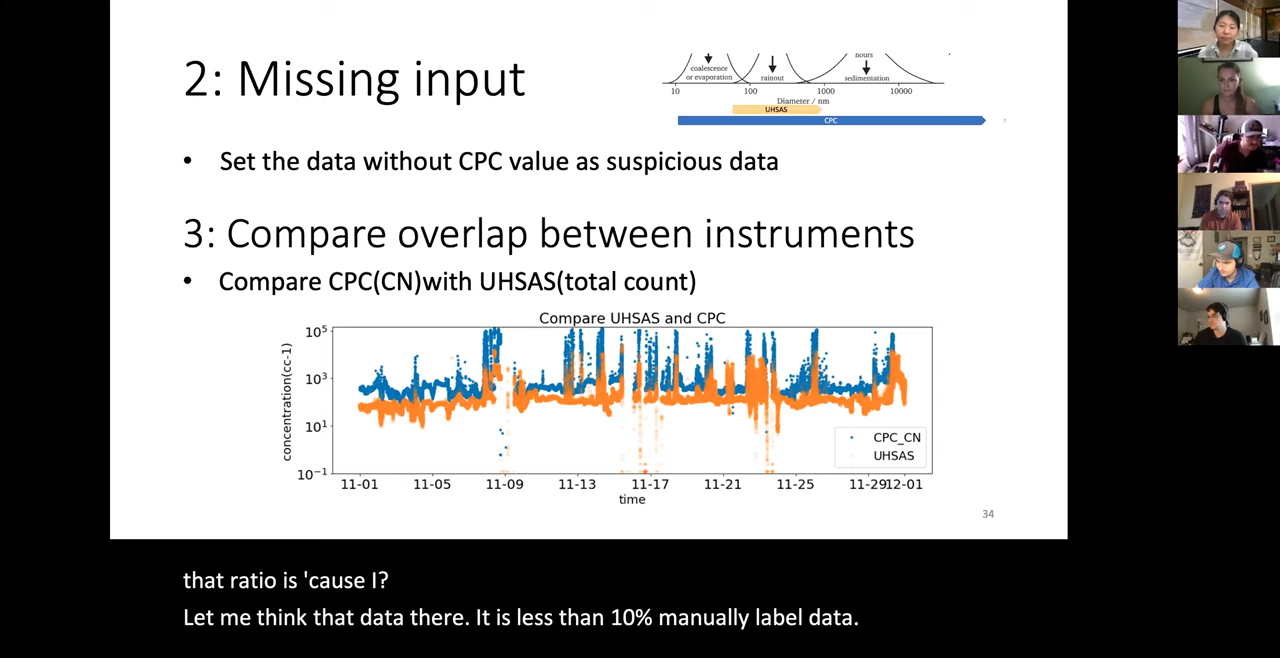 2: Missing input
coalescence
or evaporation
rainout
hours
sedimentation
10 100 1000 10000
Diameter / nm
UHSAS
CPC
• Set the data without CPC value as suspicious data
3: Compare overlap between instruments
• Compare CPC(CN)with UHSAS(total count)
Compare UHSAS and CPC
concentration(cc-1)
10⁵
10³
10¹
10⁻¹
CPC_CN
UHSAS
11-01 11-05 11-09 11-13 11-17 11-21 11-25 11-29 12-01
time
34
that ratio is 'cause I?
Let me think that data there. It is less than 10% manually label data.